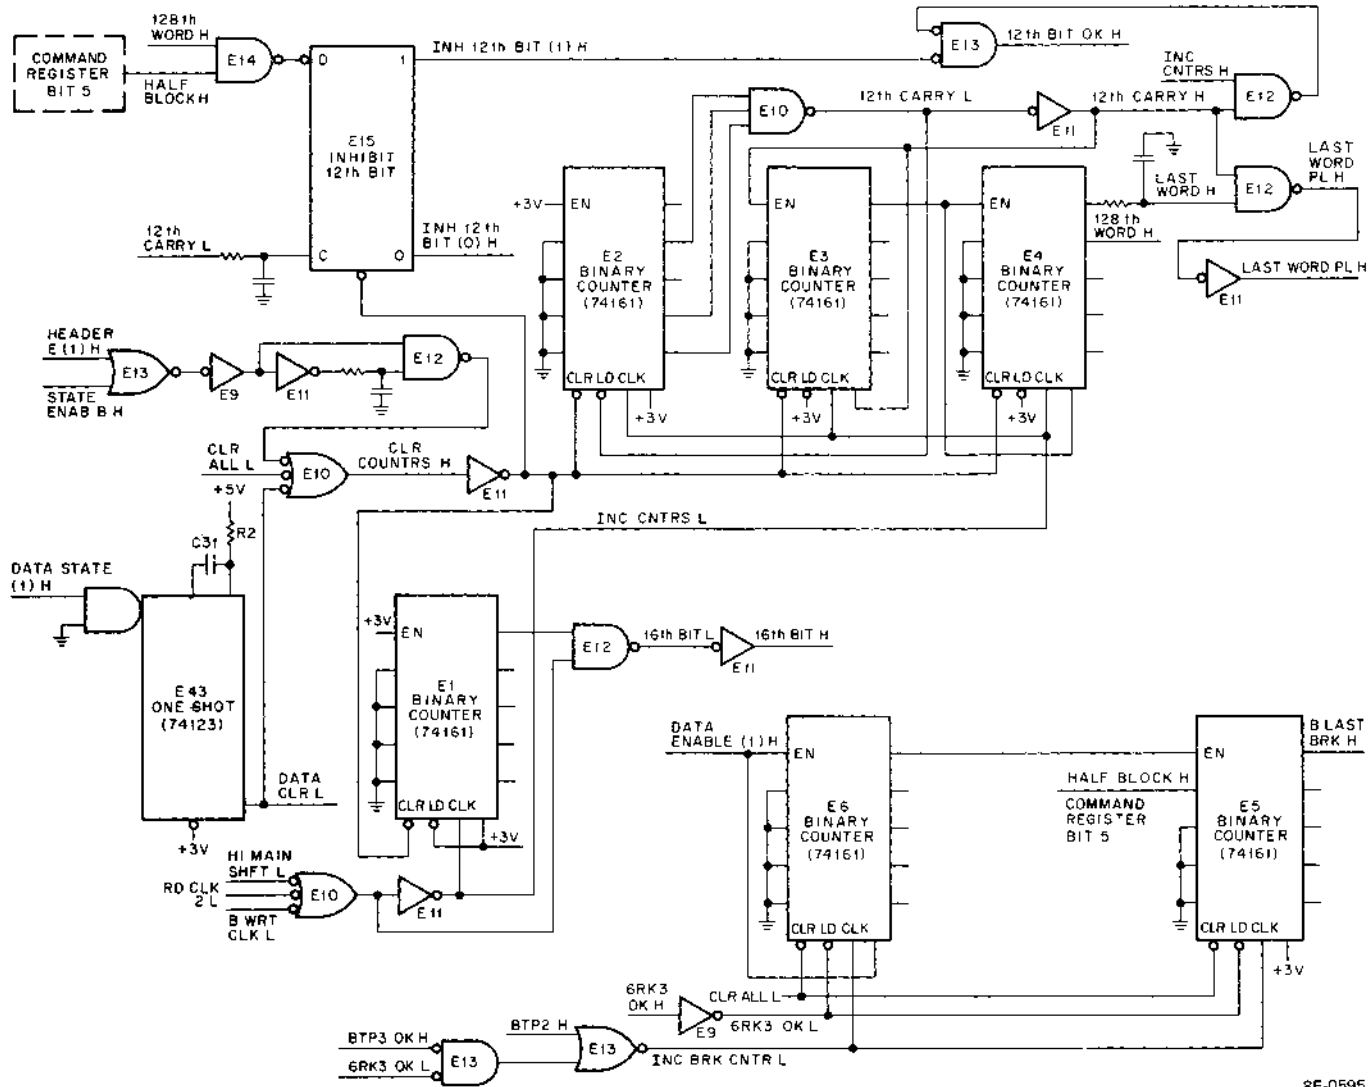 128th
WORD H
COMMAND
REGISTER
BIT 5
HALF
BLOCK H
E14
D
1
E15
INHIBIT
12th BIT
C
0
INH 12th BIT (1) H
INH 12th
BIT (0) H
12th
CARRY L
E13
12th BIT OK H
INC
CNTRS H
E12
E10
12th CARRY L
E11
12th CARRY H
LAST
WORD H
E12
LAST
WORD
PL H
128th
WORD H
E11
LAST WORD PL H
+3V
EN
E2
BINARY
COUNTER
(74161)
CLR LD CLK
+3V
EN
E3
BINARY
COUNTER
(74161)
CLR LD CLK
+3V
EN
E4
BINARY
COUNTER
(74161)
CLR LD CLK
+3V
HEADER
E (1) H
STATE
ENAB B H
E13
E9
E11
E12
CLR
ALL L
E10
CLR
COUNTRS H
E11
+5V
R2
C31
INC CNTRS L
DATA STATE
(1) H
E43
ONE-SHOT
(74123)
+3V
DATA
CLR L
+3V
EN
E1
BINARY
COUNTER
(74161)
CLR LD CLK
+3V
E12
16th BIT L
E11
16th BIT H
HI MAIN
SHFT L
RD CLK
2 L
B WRT
CLK L
E10
E11
DATA
ENABLE (1) H
EN
E6
BINARY
COUNTER
(74161)
CLR LD CLK
HALF BLOCK H
COMMAND
REGISTER
BIT 5
EN
E5
BINARY
COUNTER
(74161)
CLR LD CLK
+3V
B LAST
BRK H
CLR ALL L
6RK3
OK H
E9
6RK3 OK L
BTP2 H
BTP3 OK H
6RK3 OK L
E13
E13
INC BRK CNTR L
8E-0595